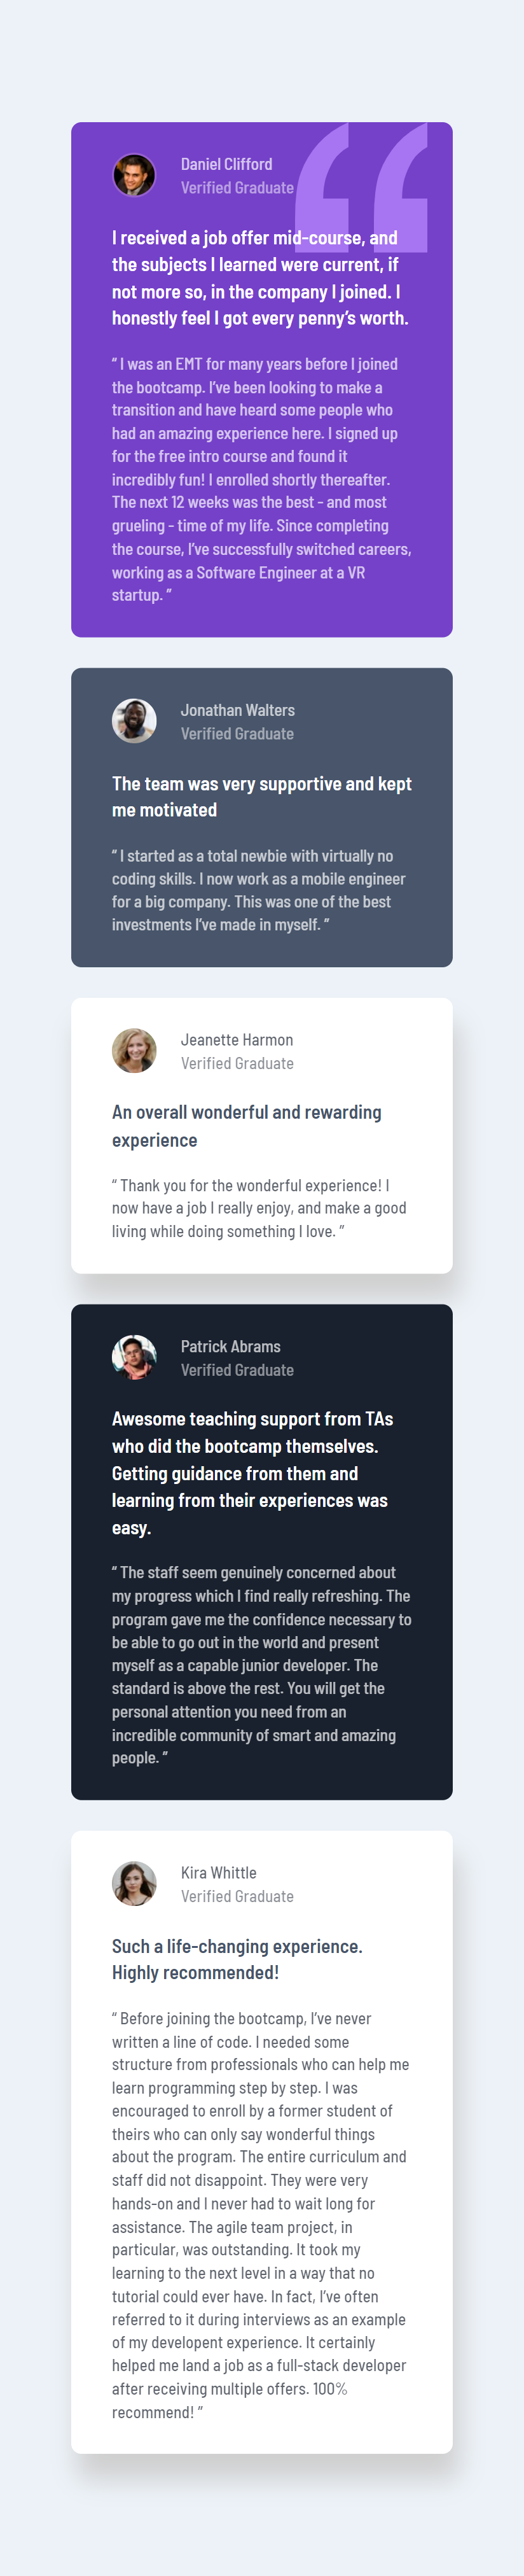 Daniel Clifford
Verified Graduate
I received a job offer mid-course, and
the subjects I learned were current, if
not more so, in the company I joined. I
honestly feel I got every penny’s worth.
“ I was an EMT for many years before I joined
the bootcamp. I’ve been looking to make a
transition and have heard some people who
had an amazing experience here. I signed up
for the free intro course and found it
incredibly fun! I enrolled shortly thereafter.
The next 12 weeks was the best - and most
grueling - time of my life. Since completing
the course, I’ve successfully switched careers,
working as a Software Engineer at a VR
startup. ”
Jonathan Walters
Verified Graduate
The team was very supportive and kept
me motivated
“ I started as a total newbie with virtually no
coding skills. I now work as a mobile engineer
for a big company. This was one of the best
investments I’ve made in myself. ”
Jeanette Harmon
Verified Graduate
An overall wonderful and rewarding
experience
“ Thank you for the wonderful experience! I
now have a job I really enjoy, and make a good
living while doing something I love. ”
Patrick Abrams
Verified Graduate
Awesome teaching support from TAs
who did the bootcamp themselves.
Getting guidance from them and
learning from their experiences was
easy.
“ The staff seem genuinely concerned about
my progress which I find really refreshing. The
program gave me the confidence necessary to
be able to go out in the world and present
myself as a capable junior developer. The
standard is above the rest. You will get the
personal attention you need from an
incredible community of smart and amazing
people. ”
Kira Whittle
Verified Graduate
Such a life-changing experience.
Highly recommended!
“ Before joining the bootcamp, I’ve never
written a line of code. I needed some
structure from professionals who can help me
learn programming step by step. I was
encouraged to enroll by a former student of
theirs who can only say wonderful things
about the program. The entire curriculum and
staff did not disappoint. They were very
hands-on and I never had to wait long for
assistance. The agile team project, in
particular, was outstanding. It took my
learning to the next level in a way that no
tutorial could ever have. In fact, I’ve often
referred to it during interviews as an example
of my developent experience. It certainly
helped me land a job as a full-stack developer
after receiving multiple offers. 100%
recommend! ”